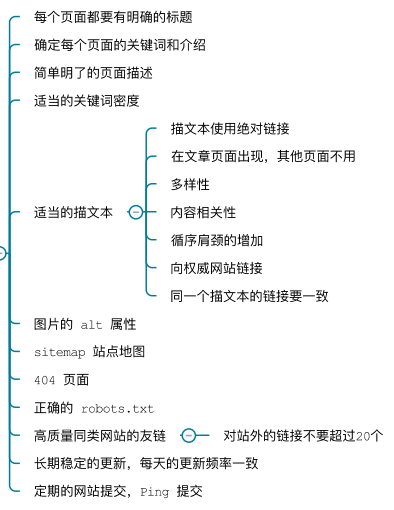 每个页面都要有明确的标题
确定每个页面的关键词和介绍
简单明了的页面描述
适当的关键词密度
适当的描文本
描文本使用绝对链接
在文章页面出现，其他页面不用
多样性
内容相关性
循序肩颈的增加
向权威网站链接
同一个描文本的链接要一致
图片的 alt 属性
sitemap 站点地图
404 页面
正确的 robots.txt
高质量同类网站的友链
对站外的链接不要超过20个
长期稳定的更新，每天的更新频率一致
定期的网站提交，Ping 提交